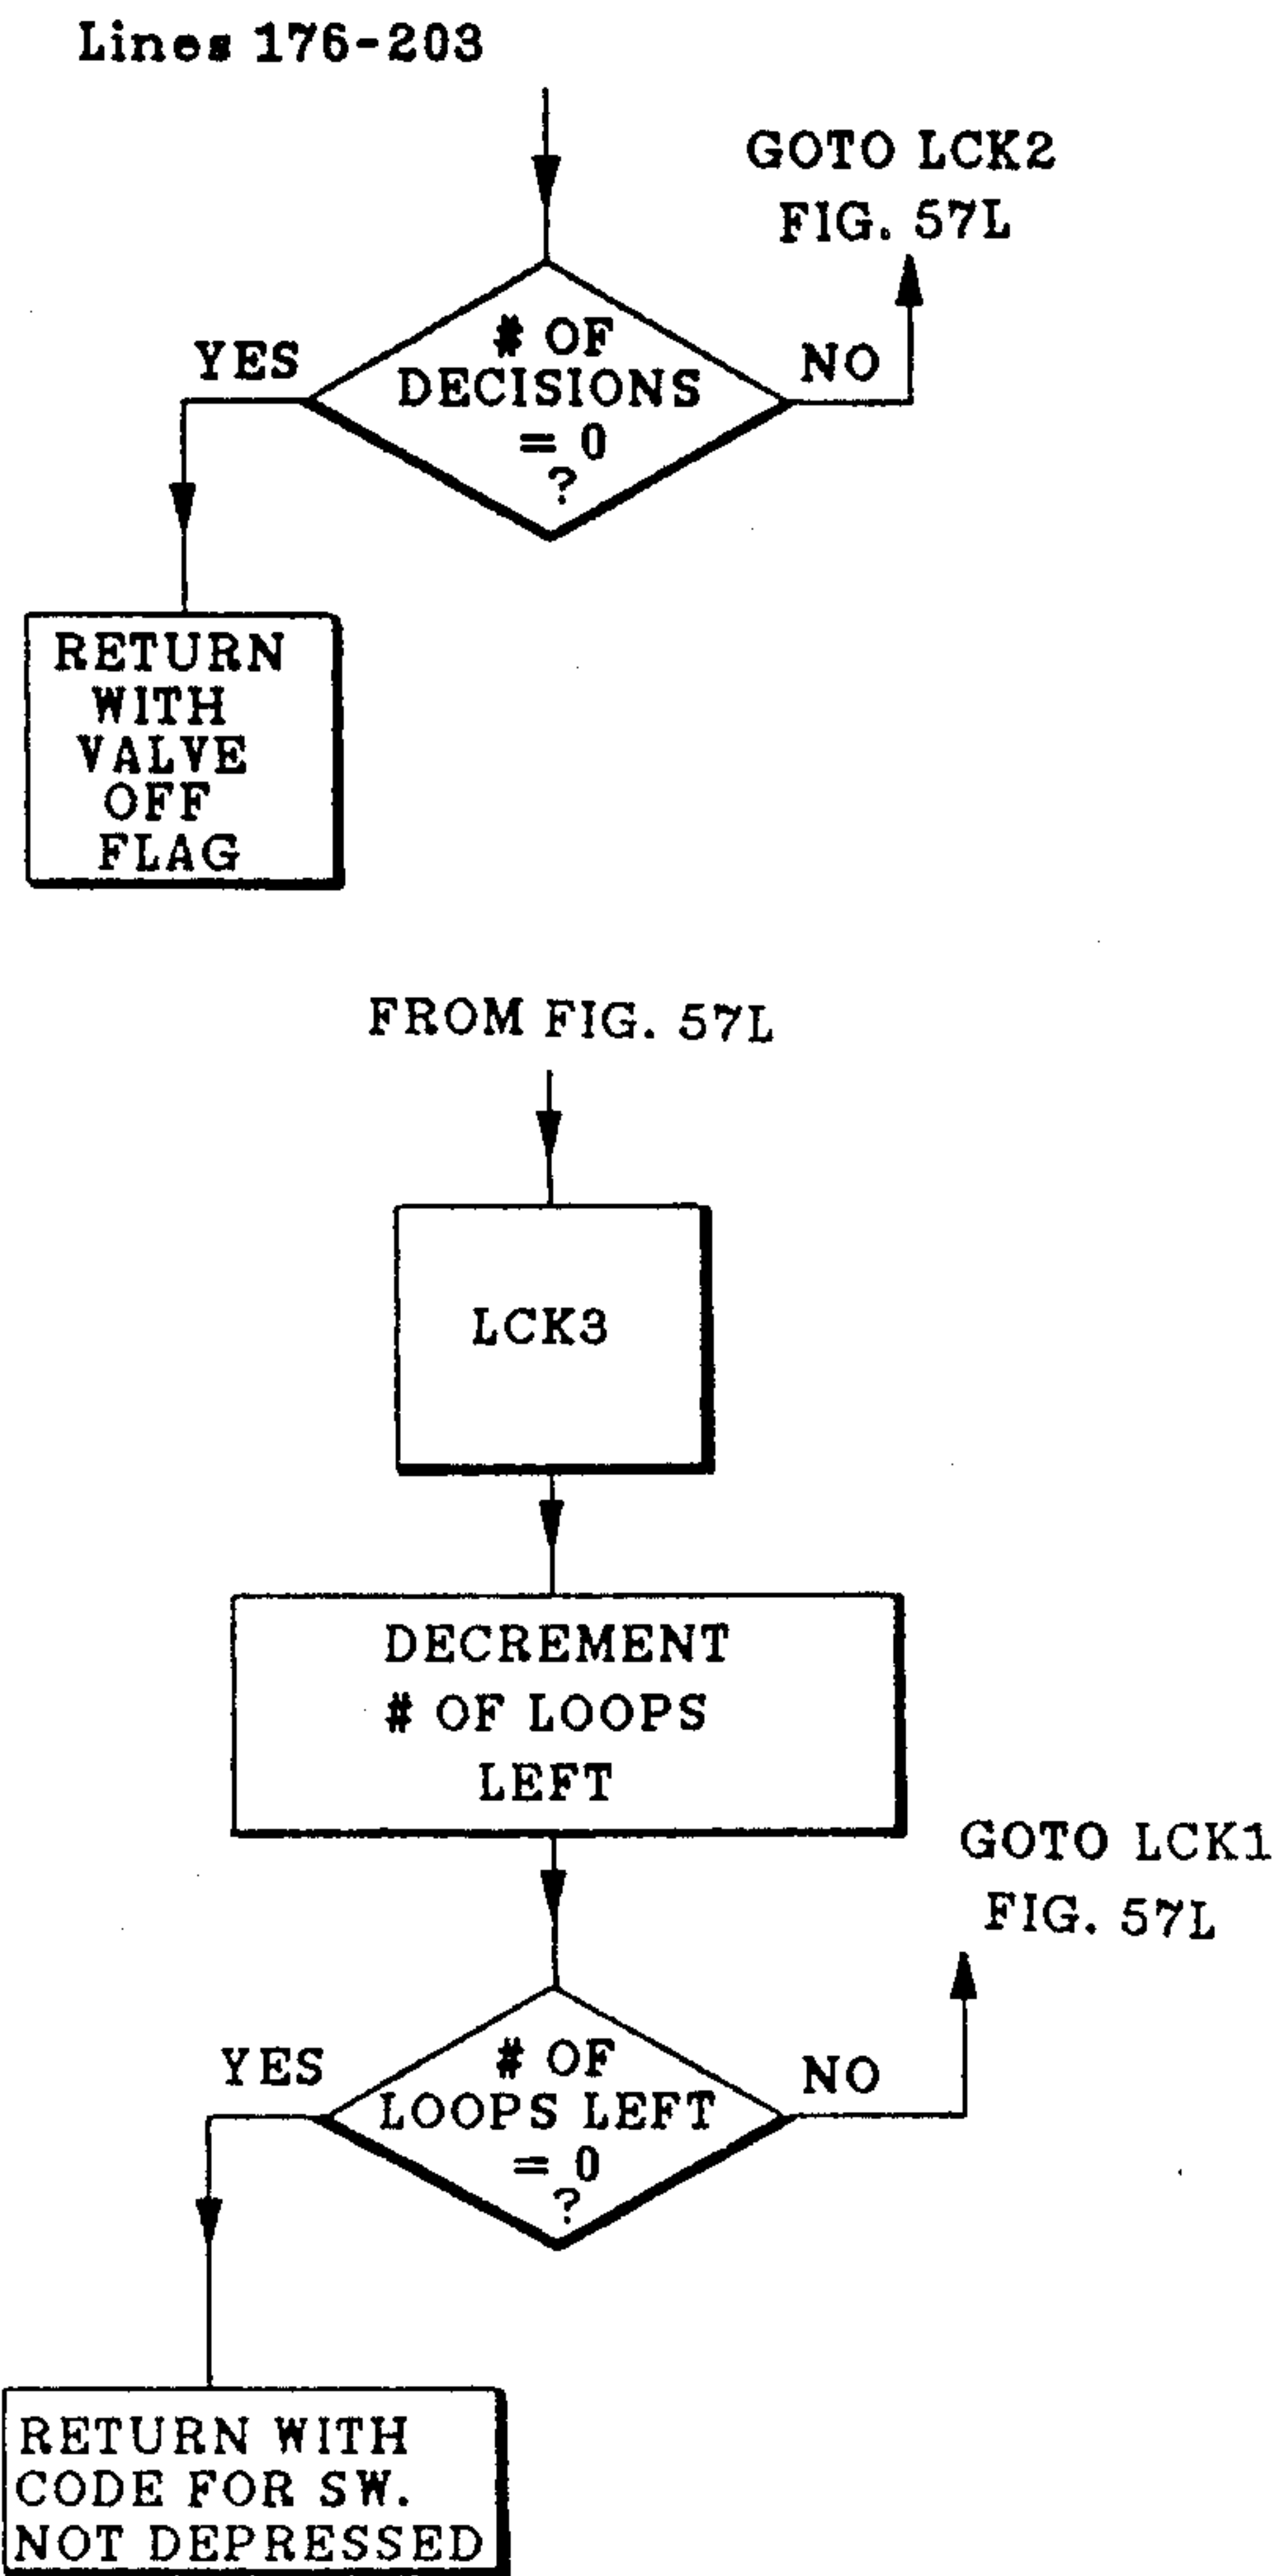 Lines 176-203
GOTO LCK2
FIG. 57L
YES
# OF
DECISIONS
= 0
?
NO
RETURN
WITH
VALVE
OFF
FLAG
FROM FIG. 57L
LCK3
DECREMENT
# OF LOOPS
LEFT
GOTO LCK1
FIG. 57L
YES
# OF
LOOPS LEFT
= 0
?
NO
RETURN WITH
CODE FOR SW.
NOT DEPRESSED